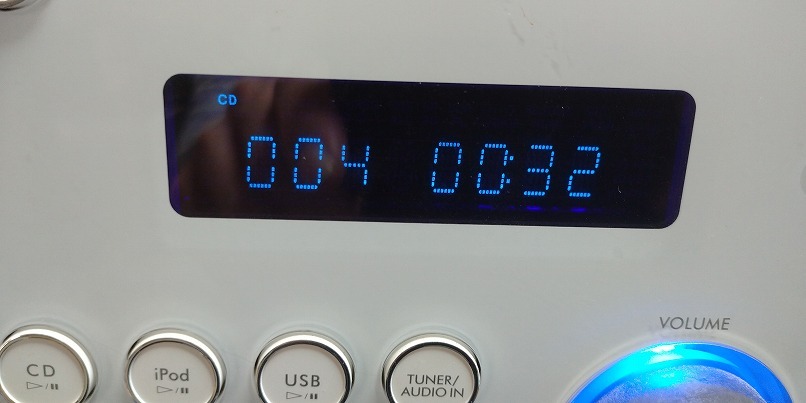 CD
004 00:32
VOLUME
CD
iPod
USB
TUNER/
AUDIO IN